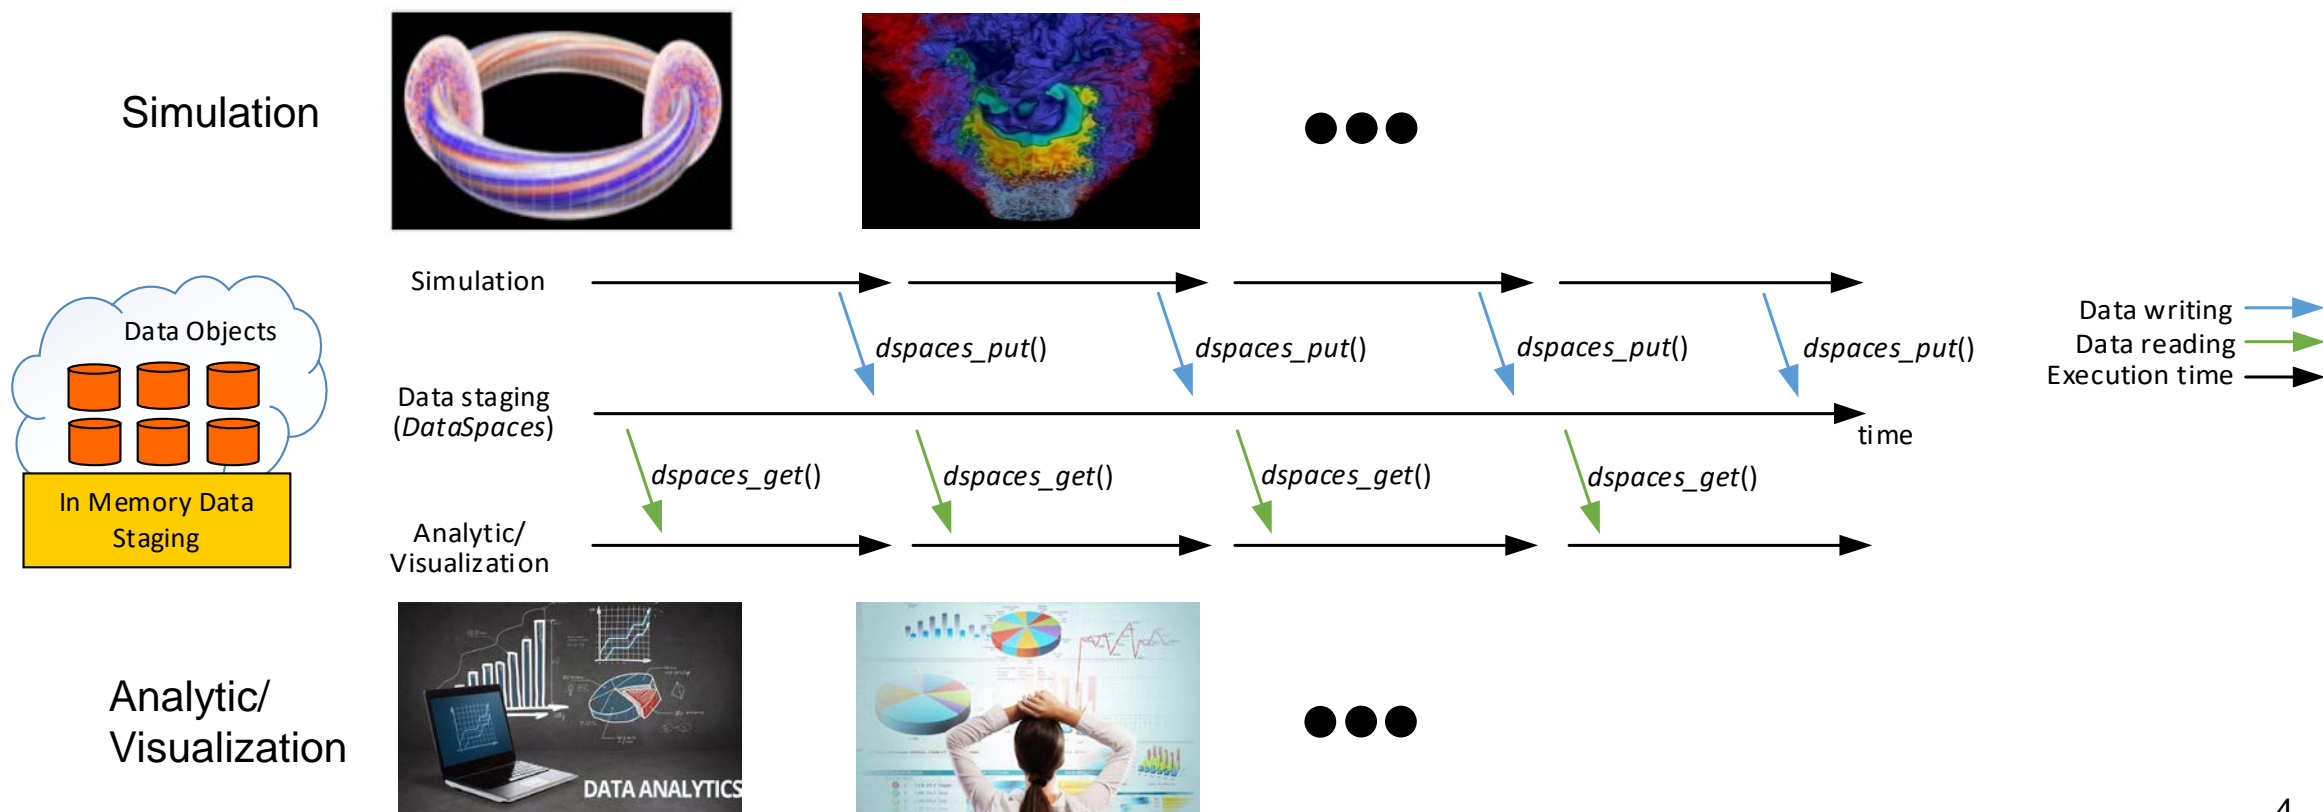 Simulation
Simulation
Data Objects
Data writing
dspaces_put()
dspaces_put()
dspaces_put()
dspaces_put()
Data reading
Execution time
Data staging
(DataSpaces)
time
dspaces_get()
dspaces_get()
dspaces_get()
dspaces_get()
In Memory Data
Staging
Analytic/
Visualization
Analytic/
Visualization
DATA ANALYTICS
4